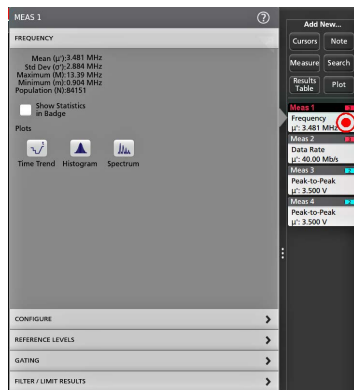 MEAS 1
?
FREQUENCY
Mean (µ'):3.481 MHz
Std Dev (σ'):2.884 MHz
Maximum (M):13.39 MHz
Minimum (m):0.904 MHz
Population (N):84151
Show Statistics
in Badge
Plots
Time Trend Histogram Spectrum
CONFIGURE
REFERENCE LEVELS
GATING
FILTER / LIMIT RESULTS
Add New...
Cursors Note
Measure Search
Results
Table Plot
Meas 1
Frequency
µ': 3.481 MHz
Meas 2
Data Rate
µ': 40.00 Mb/s
Meas 3
Peak-to-Peak
µ': 3.500 V
Meas 4
Peak-to-Peak
µ': 3.500 V